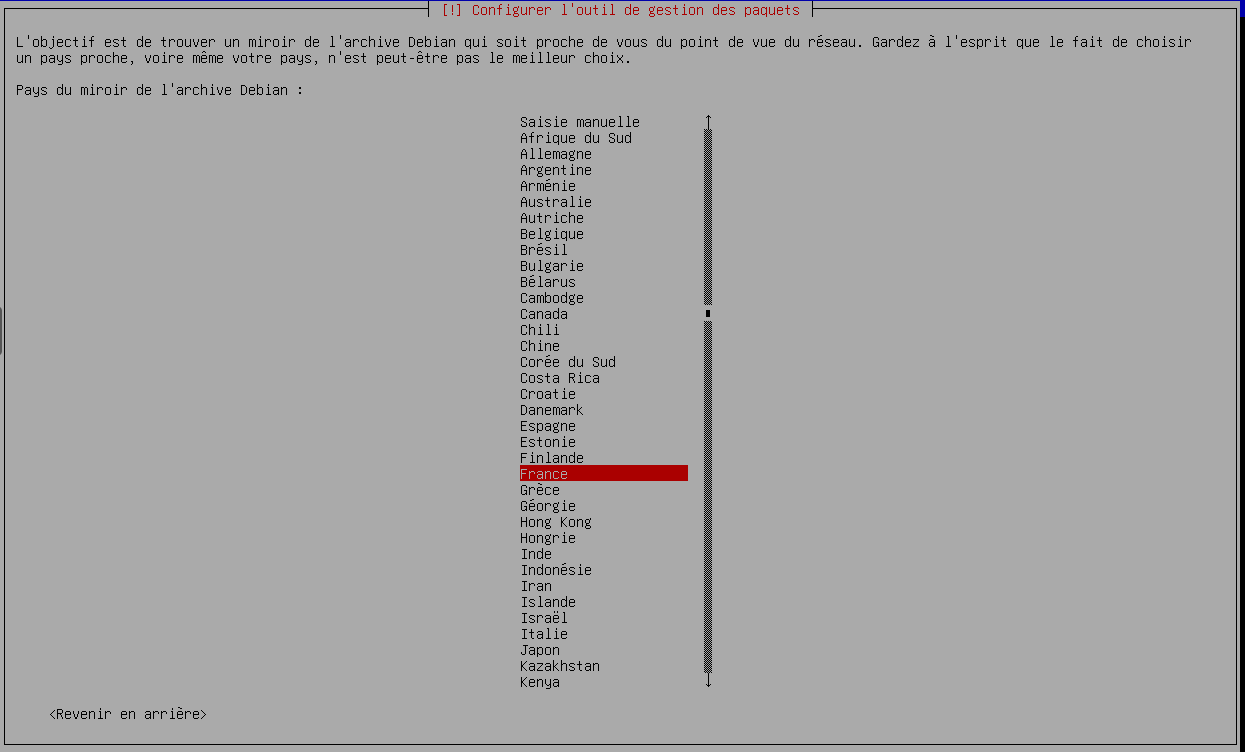 [!] Configurer l'outil de gestion des paquets
L'objectif est de trouver un miroir de l'archive Debian qui soit proche de vous du point de vue du réseau. Gardez à l'esprit que le fait de choisir
un pays proche, voire même votre pays, n'est peut-être pas le meilleur choix.
Pays du miroir de l'archive Debian :
Saisie manuelle
Afrique du Sud
Allemagne
Argentine
Arménie
Australie
Autriche
Belgique
Brésil
Bulgarie
Bélarus
Cambodge
Canada
Chili
Chine
Corée du Sud
Costa Rica
Croatie
Danemark
Espagne
Estonie
Finlande
France
Grèce
Géorgie
Hong Kong
Hongrie
Inde
Indonésie
Iran
Islande
Israël
Italie
Japon
Kazakhstan
Kenya
<Revenir en arrière>